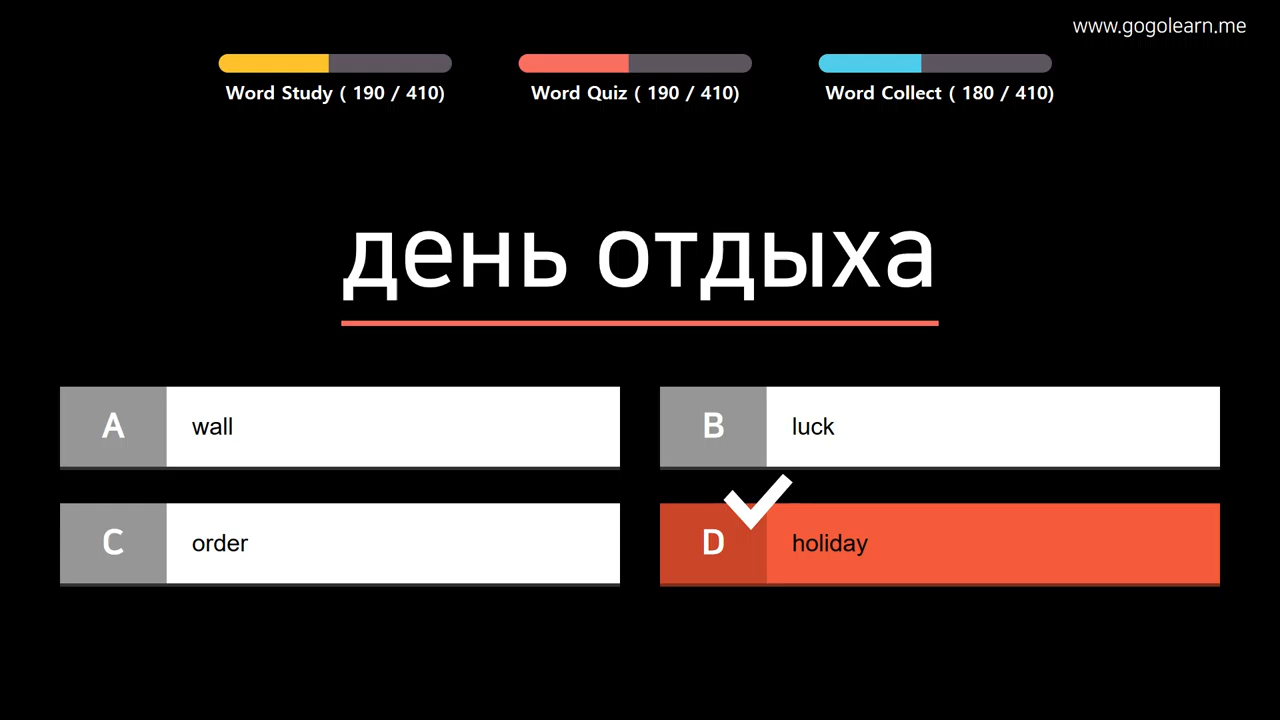 www.gogolearn.me
Word Study ( 190 / 410)
Word Quiz ( 190 / 410)
Word Collect ( 180 / 410)
день отдыха
A wall
B luck
C order
D holiday